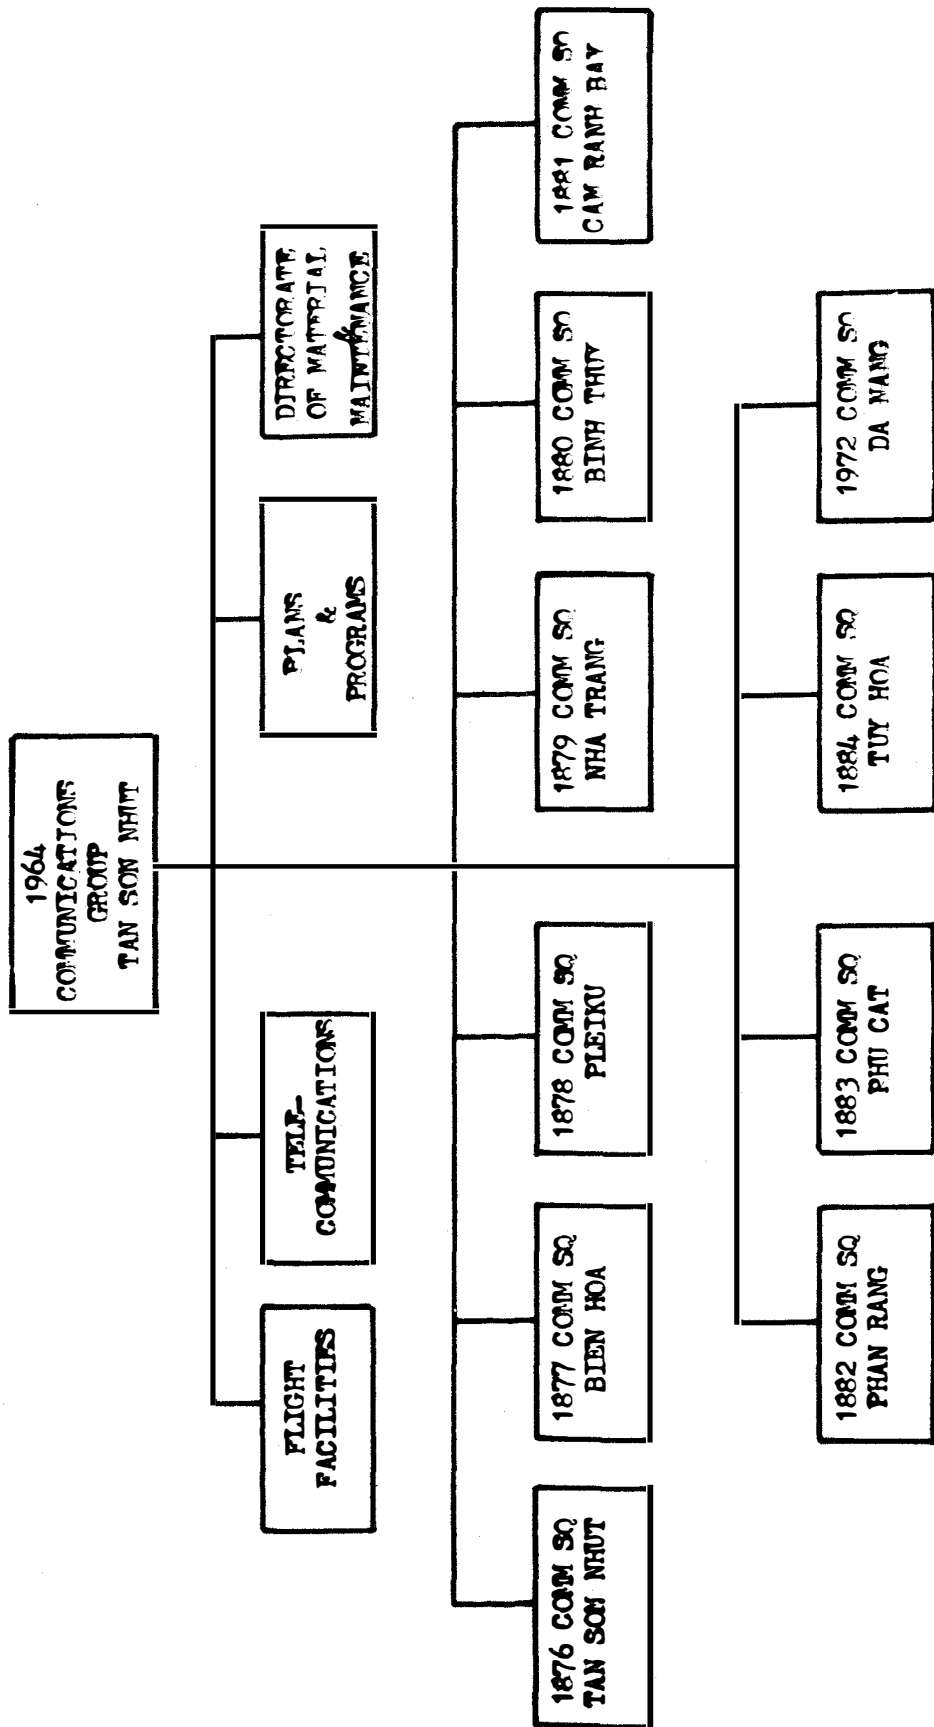 1964
COMMUNICATIONS
GROUP
TAN SON NHUT
FLIGHT
FACILITIES
TELE-
COMMUNICATIONS
PLANS
&
PROGRAMS
DIRECTORATE
OF MATERIAL
&
MAINTENANCE
1876 COMM SQ
TAN SON NHUT
1877 COMM SQ
BIEN HOA
1878 COMM SQ
PLEIKU
1879 COMM SQ
NHA TRANG
1880 COMM SQ
BINH THUY
1881 COMM SQ
CAM RANH BAY
1882 COMM SQ
PHAN RANG
1883 COMM SQ
PHU CAT
1884 COMM SQ
TUY HOA
1972 COMM SQ
DA NANG